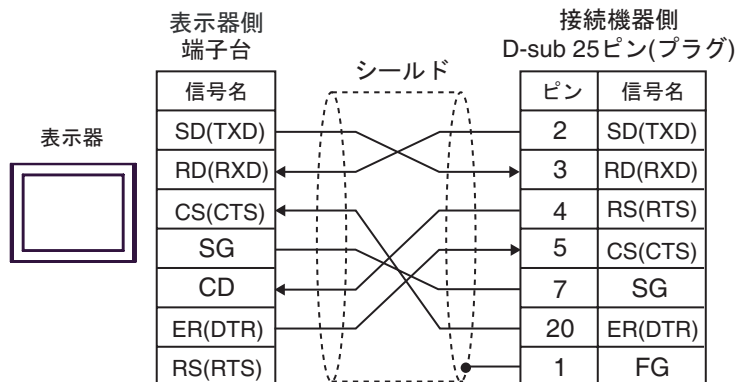 表示器側
端子台
接続機器側
D-sub 25ピン(プラグ)
シールド
表示器
信号名
ピン 信号名
SD(TXD) 2 SD(TXD)
RD(RXD) 3 RD(RXD)
CS(CTS) 4 RS(RTS)
SG 5 CS(CTS)
CD 7 SG
ER(DTR) 20 ER(DTR)
RS(RTS) 1 FG